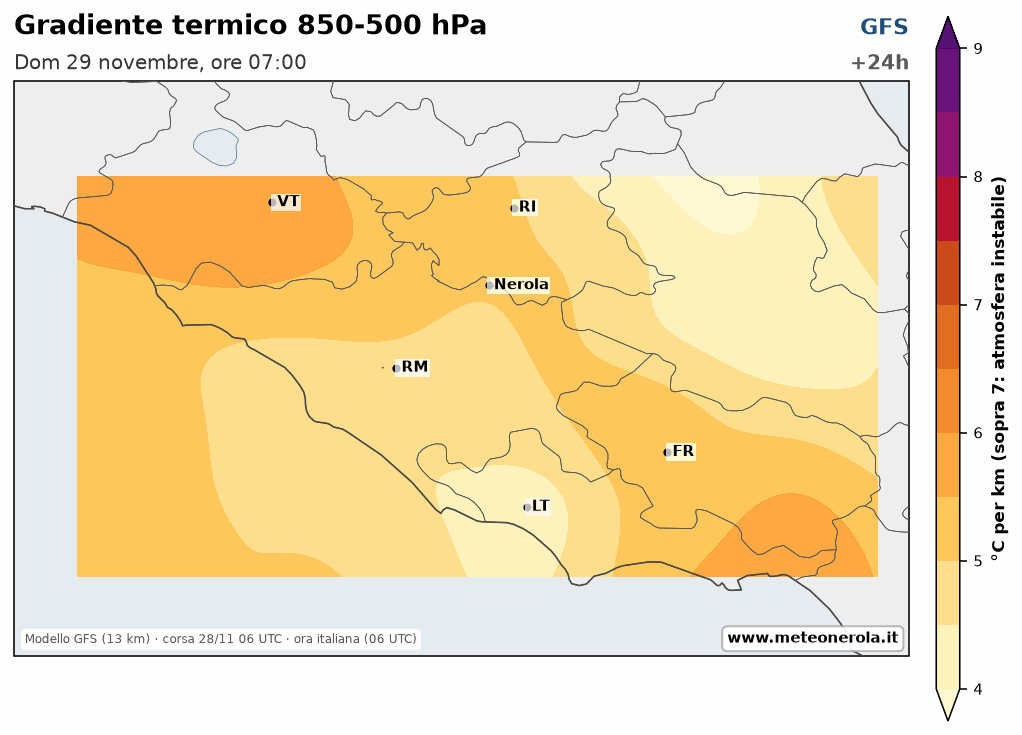 Gradiente termico 850-500 hPa
GFS
Dom 29 novembre, ore 07:00
+24h
9
8
7
6
5
4
°C per km (sopra 7: atmosfera instabile)
VT
RI
Nerola
RM
FR
LT
Modello GFS (13 km) · corsa 28/11 06 UTC · ora italiana (06 UTC)
www.meteonerola.it